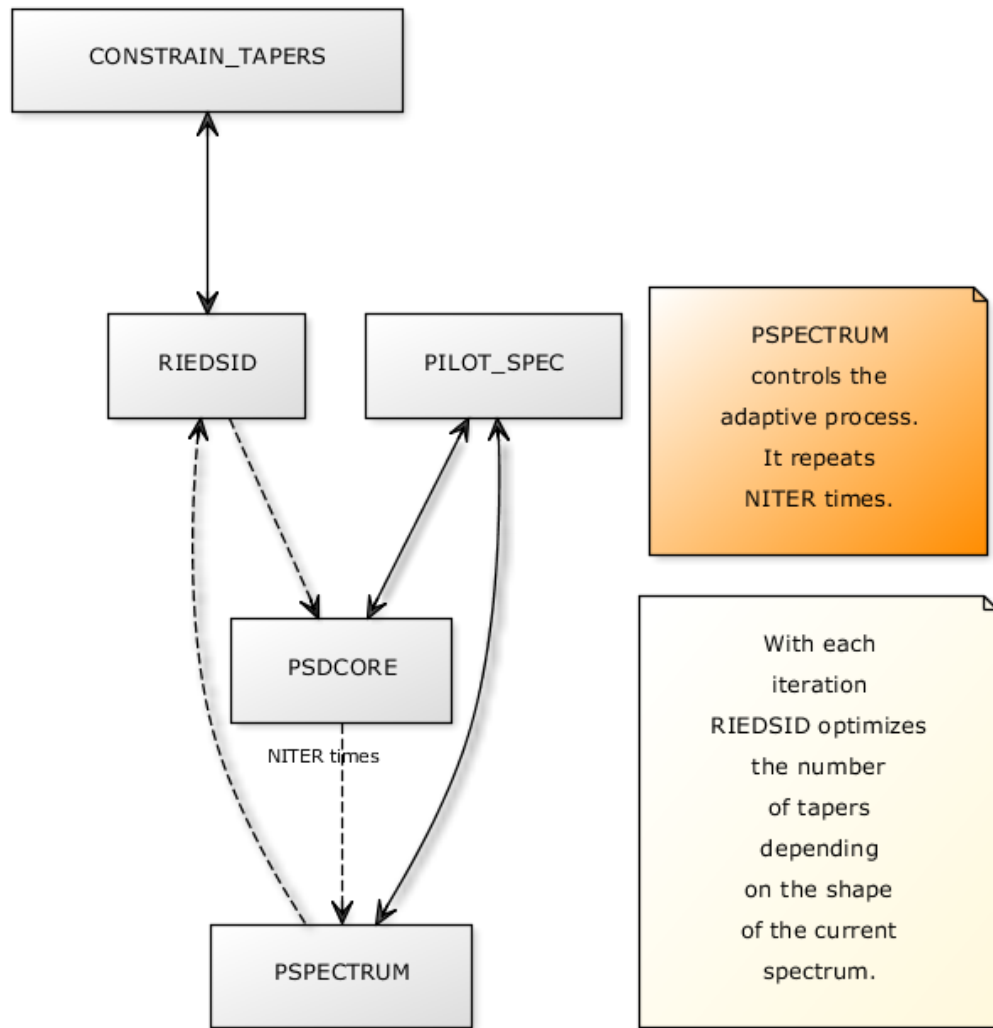 CONSTRAIN_TAPERS
RIEDSID
PILOT_SPEC
PSPECTRUM
controls the
adaptive process.
It repeats
NITER times.
PSDCORE
NITER times
With each
iteration
RIEDSID optimizes
the number
of tapers
depending
on the shape
of the current
spectrum.
PSPECTRUM